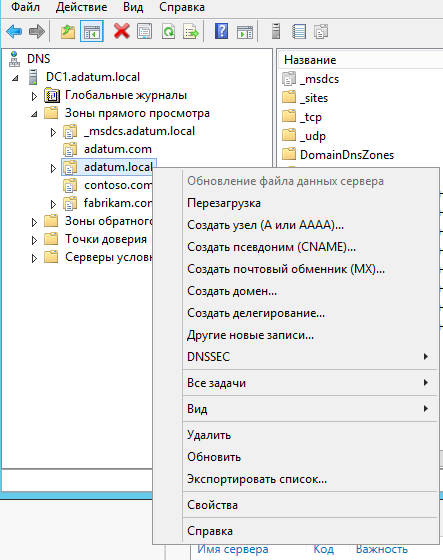 Файл Действие Вид Справка
DNS
DC1.adatum.local
Глобальные журналы
Зоны прямого просмотра
_msdcs.adatum.local
adatum.com
adatum.local
contoso.com
fabrikam.con
Зоны обратног
Точки доверия
Серверы условн
Название
_msdcs
_sites
_tcp
_udp
DomainDnsZones
Обновление файла данных сервера
Перезагрузка
Создать узел (A или AAAA)...
Создать псевдоним (CNAME)...
Создать почтовый обменник (MX)...
Создать домен...
Создать делегирование...
Другие новые записи...
DNSSEC
Все задачи
Вид
Удалить
Обновить
Экспортировать список...
Свойства
Справка
Имя сервера Код Важность